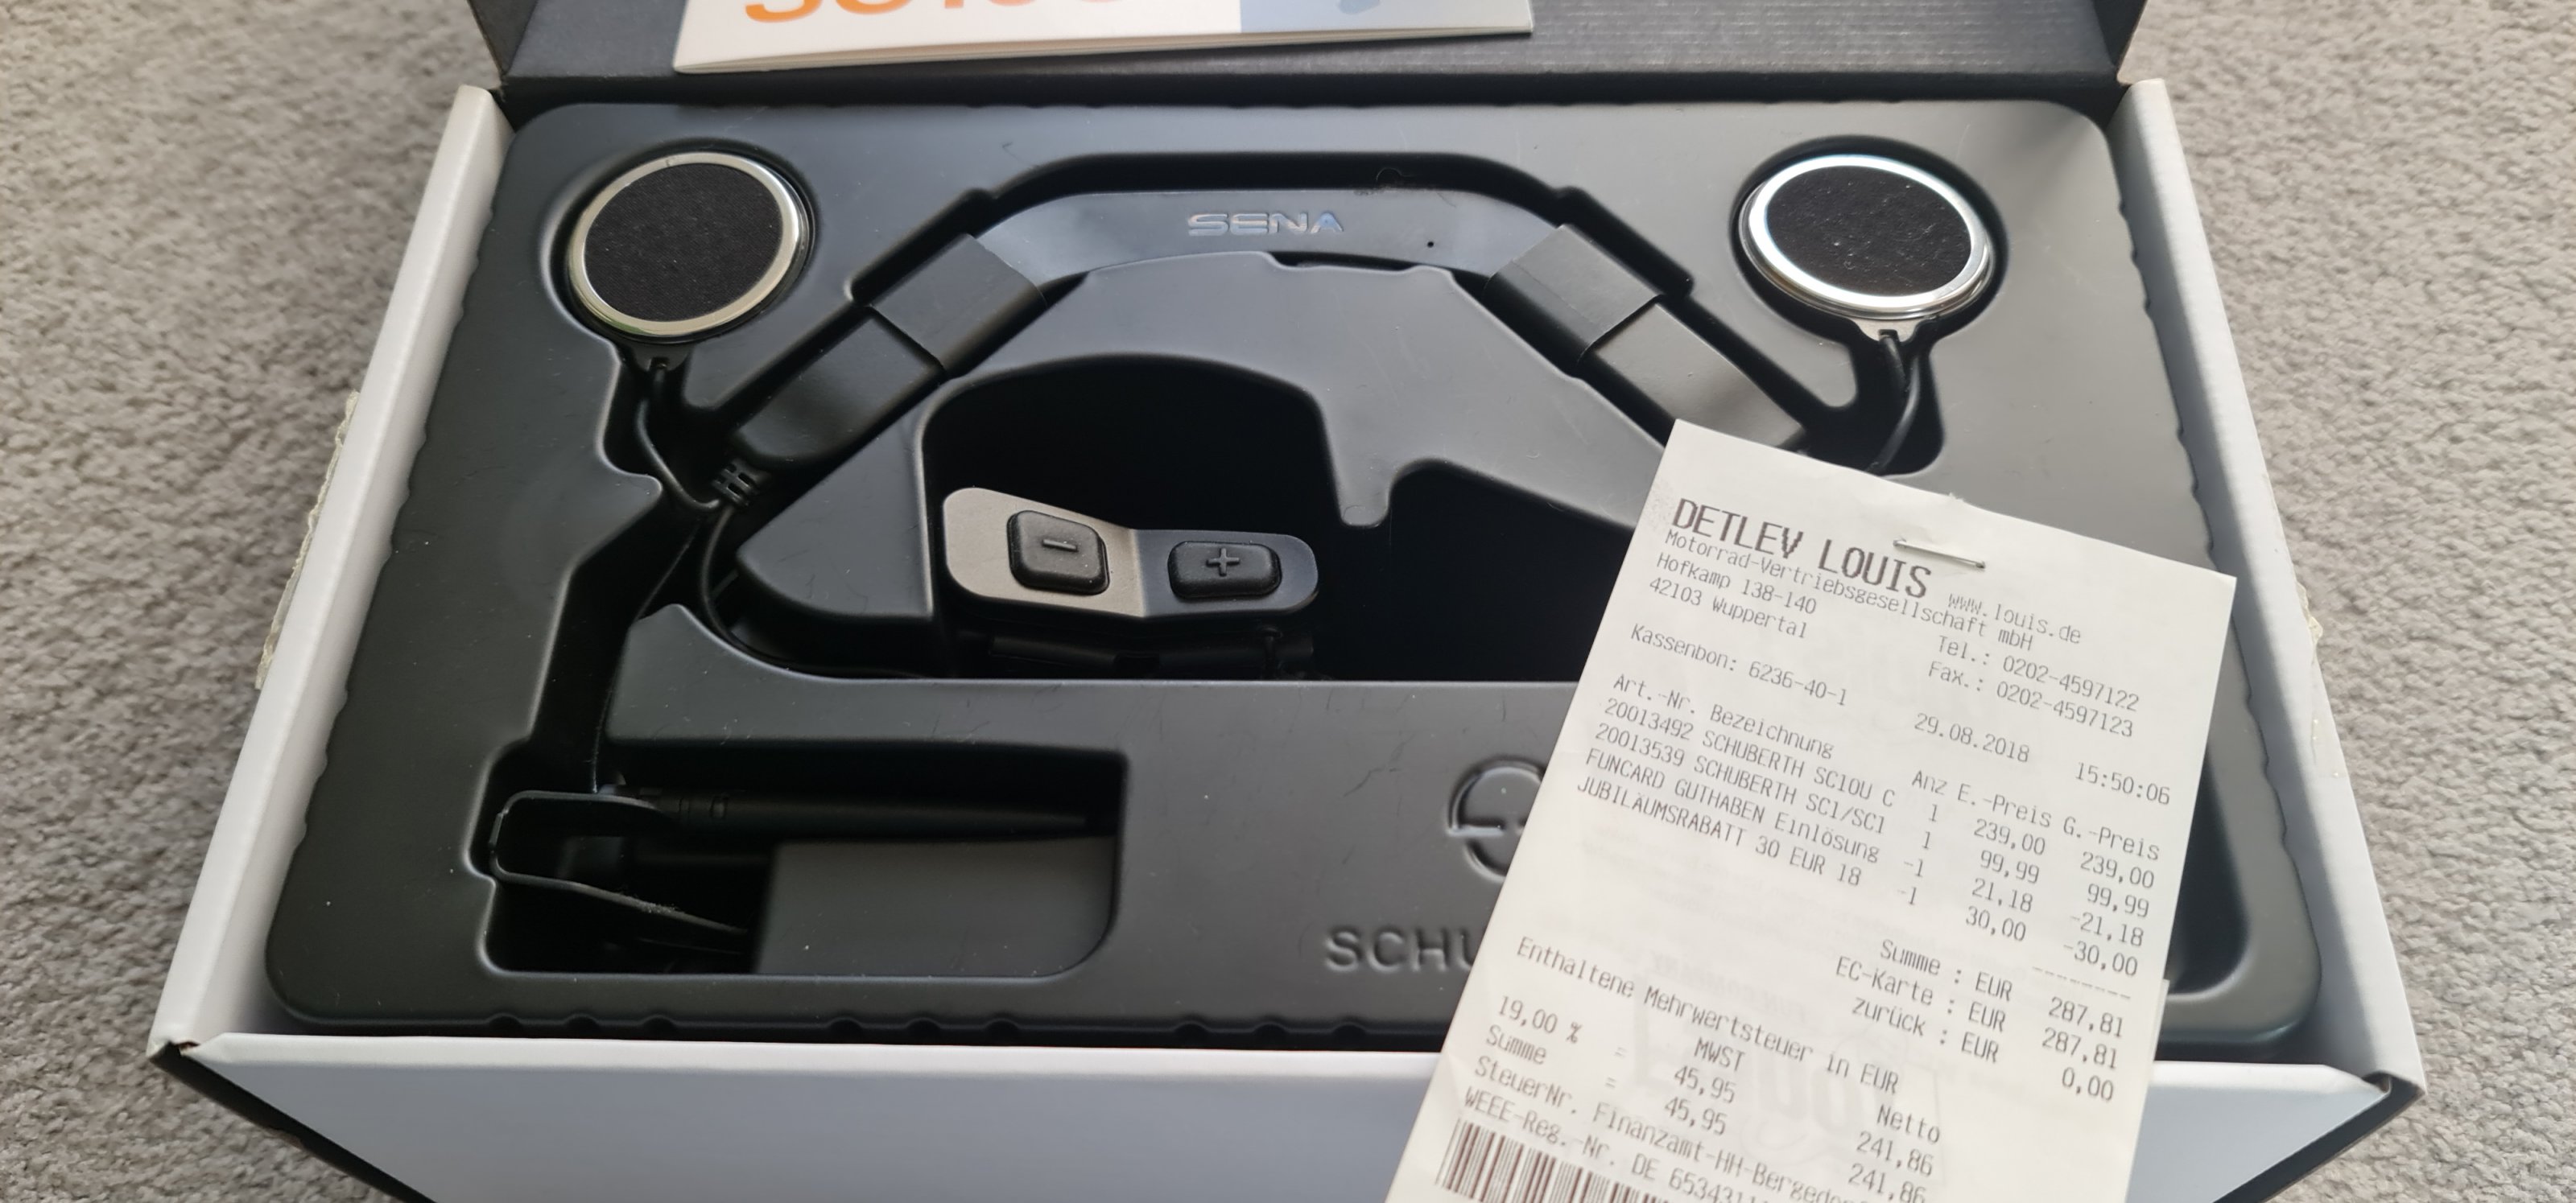 SENA
DETLEV LOUIS www.louis.de
Motorrad-Vertriebsgesellschaft mbH
Hofkamp 138-140 Tel.: 0202-4597122
42103 Wuppertal Fax.: 0202-4597123
Kassenbon: 6236-40-1 29.08.2018 15:50:06
Art.-Nr. Bezeichnung Anz E.-Preis G.-Preis
20013492 SCHUBERTH SC10U C 1 239,00 239,00
20013539 SCHUBERTH SC1/SC1 1 99,99 99,99
FUNCARD GUTHABEN Einlösung -1 21,18 -21,18
JUBILÄUMSRABATT 30 EUR 18 -1 30,00 -30,00
Summe : EUR 287,81
EC-Karte : EUR 287,81
zurück : EUR 0,00
Enthaltene Mehrwertsteuer in EUR
MWST Netto
19,00 % = 45,95 241,86
Summe = 45,95 241,86
SteuerNr. Finanzamt-HH-Bergedor
WEEE-Reg.-Nr. DE 6534311
SCHU